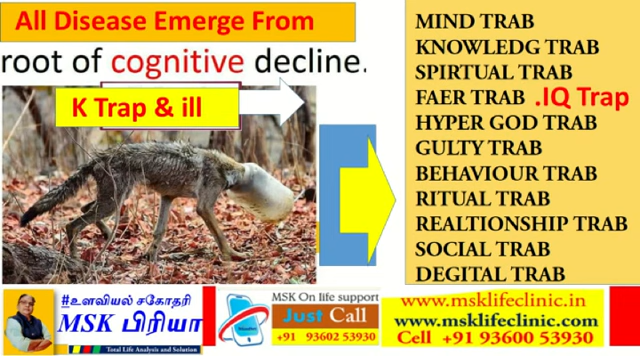 All Disease Emerge From
root of cognitive decline.
K Trap & ill
MIND TRAB
KNOWLEDG TRAB
SPIRTUAL TRAB
FAER TRAB .IQ Trap
HYPER GOD TRAB
GULTY TRAB
BEHAVIOUR TRAB
RITUAL TRAB
REALTIONSHIP TRAB
SOCIAL TRAB
DEGITAL TRAB
#உளவியல் சகோதரி
MSK பிரியா
Total Life Analysis and Solution
MSK On life support
Just Call
+91 93602 53930
www.msklifeclinic.in
www.msklifeclinic.com
Cell +91 93600 53930